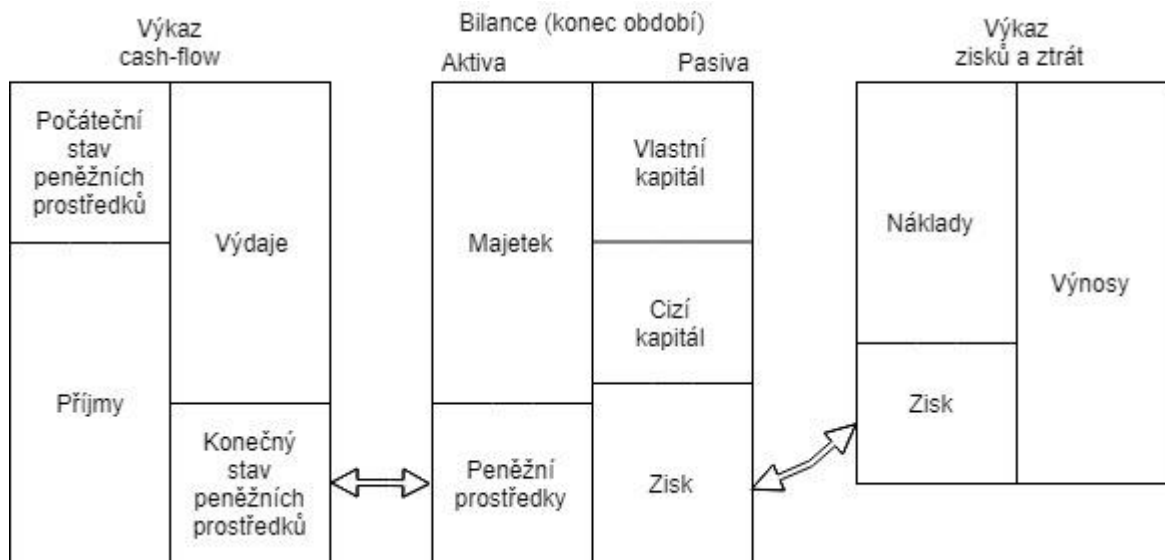 Výkaz
cash-flow
Počáteční
stav
peněžních
prostředků
Výdaje
Příjmy
Konečný
stav
peněžních
prostředků
Bilance (konec období)
Aktiva
Pasiva
Majetek
Vlastní
kapitál
Cizí
kapitál
Peněžní
prostředky
Zisk
Výkaz
zisků a ztrát
Náklady
Výnosy
Zisk